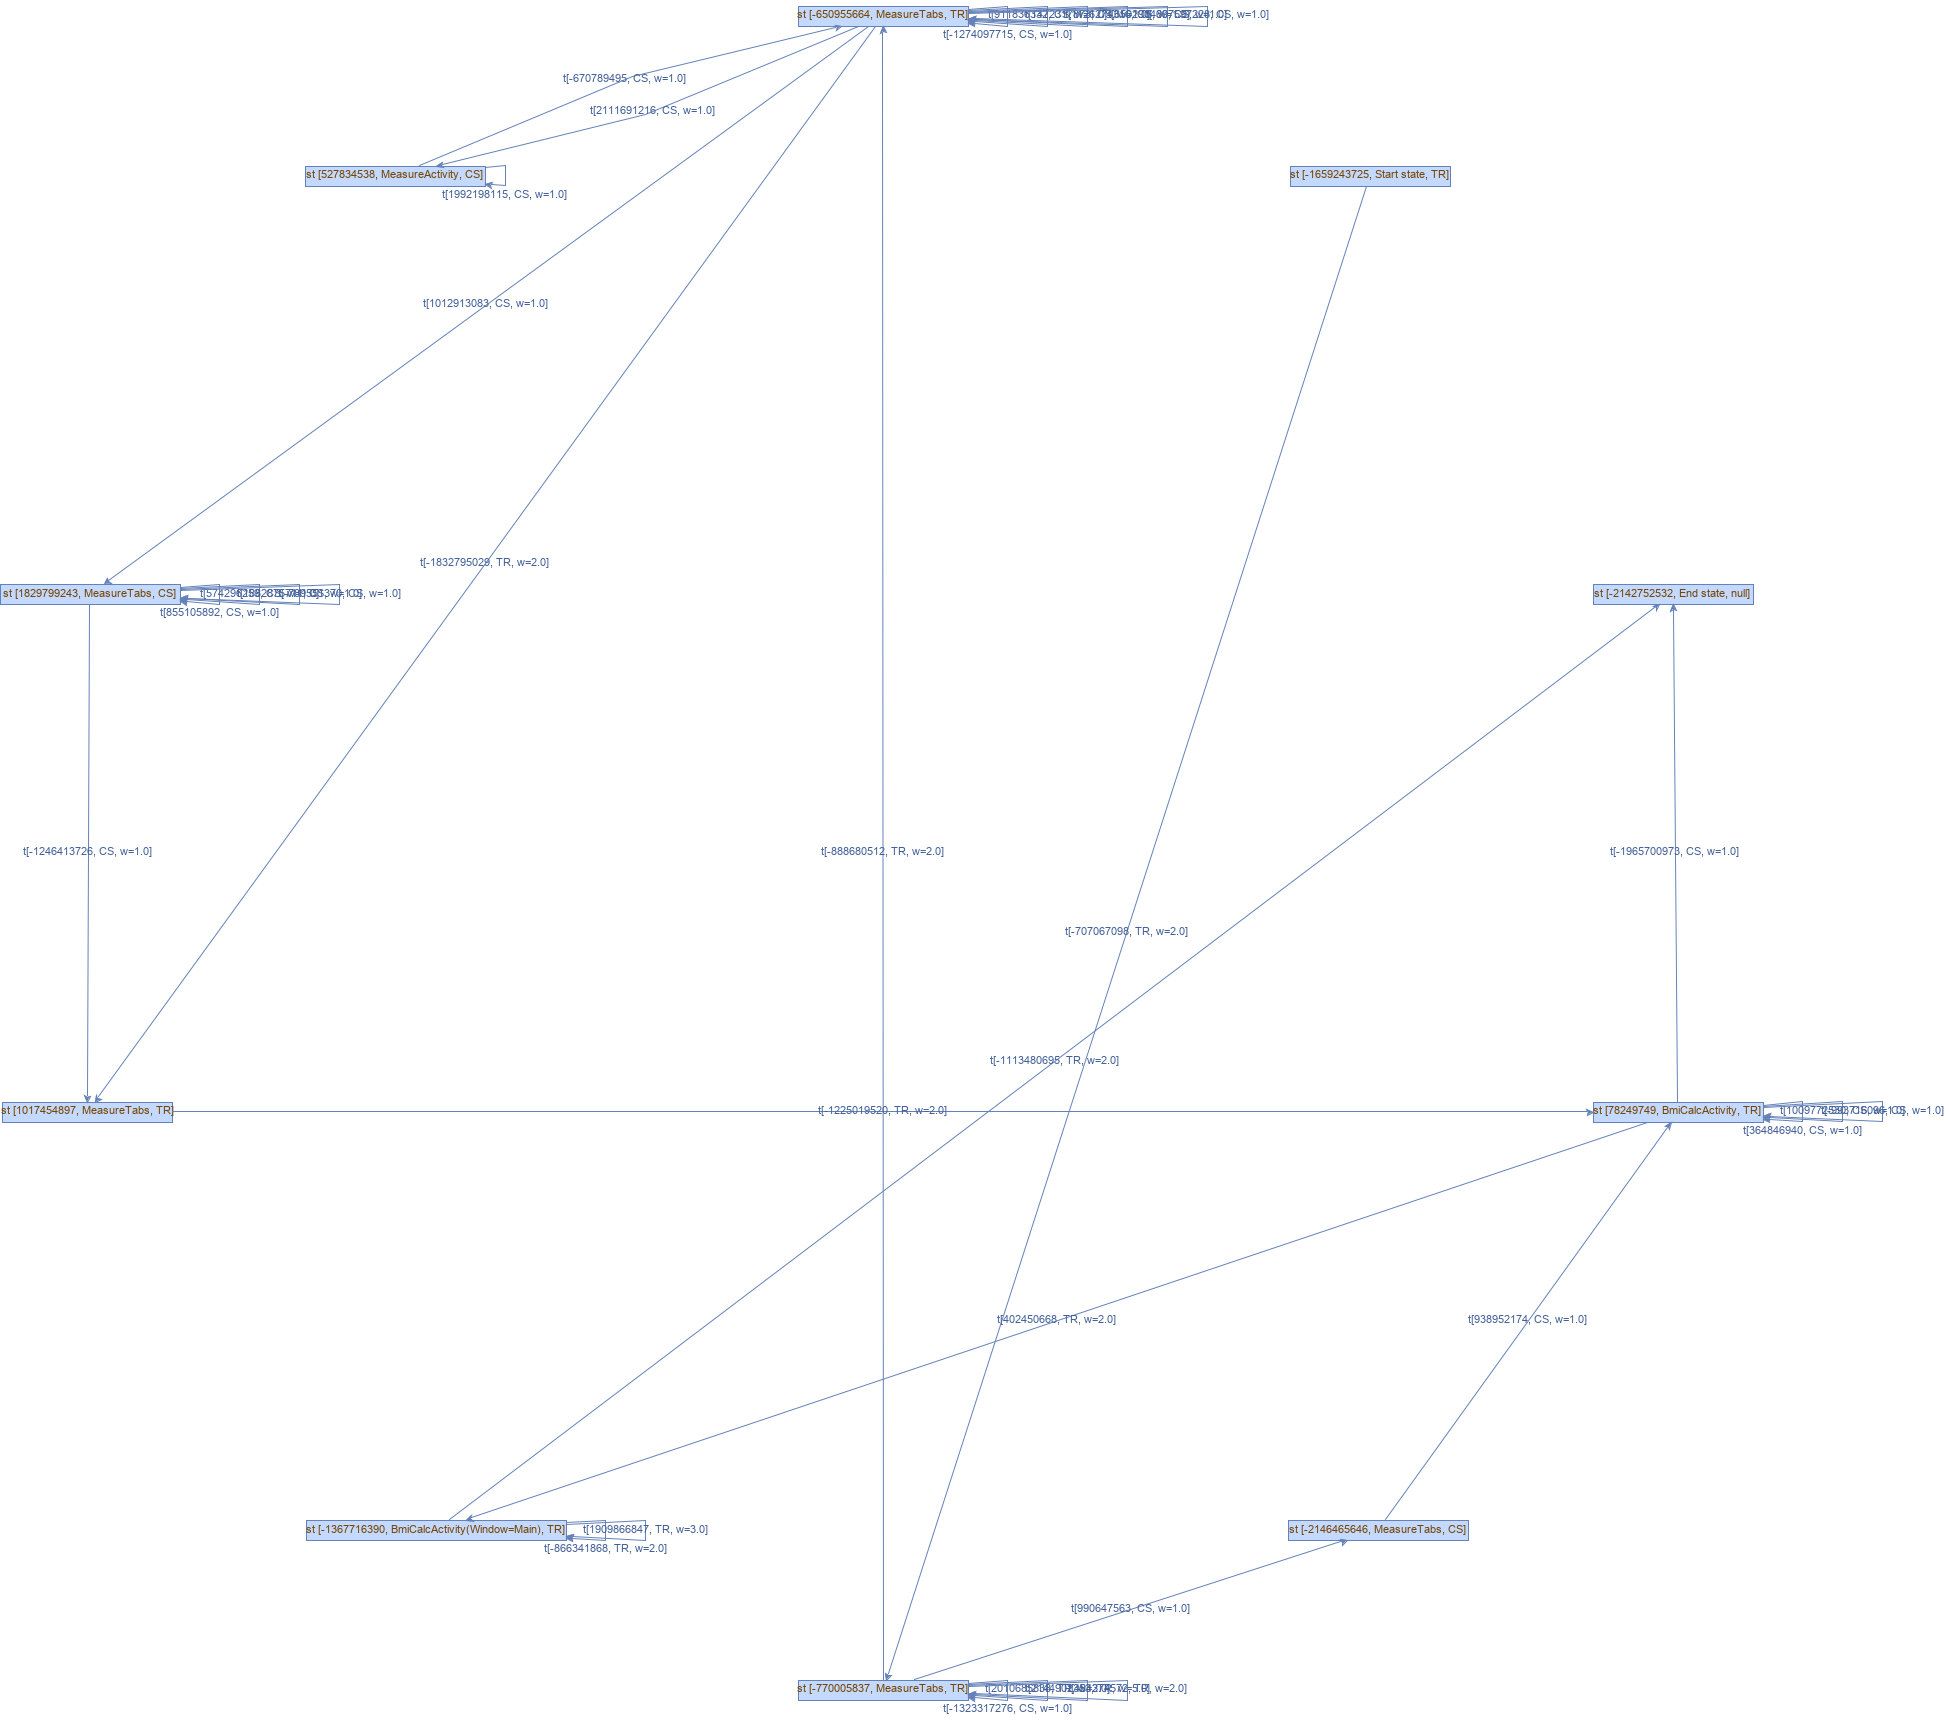 st [-650955664, MeasureTabs, TR]
CS, w=1.0]
t[-1274097715, CS, w=1.0]
t[-670789495, CS, w=1.0]
t[2111691216, CS, w=1.0]
st [527834538, MeasureActivity, CS]
st [-1659243725, Start state, TR]
t[1992198115, CS, w=1.0]
t[1012913083, CS, w=1.0]
t[-1832795029, TR, w=2.0]
st [1829799243, MeasureTabs, CS]
CS, w=1.0]
st [-2142752532, End state, null]
t[855105892, CS, w=1.0]
t[-1246413726, CS, w=1.0]
t[-888680512, TR, w=2.0]
t[-1965700973, CS, w=1.0]
t[-707067098, TR, w=2.0]
t[-1113480695, TR, w=2.0]
st [1017454897, MeasureTabs, TR]
t[-1225019520, TR, w=2.0]
st [78249749, BmiCalcActivity, TR]
CS, w=1.0]
t[364846940, CS, w=1.0]
t[402450668, TR, w=2.0]
t[938952174, CS, w=1.0]
st [-1367716390, BmiCalcActivity(Window=Main), TR]
t[1909866847, TR, w=3.0]
st [-2146465646, MeasureTabs, CS]
t[-866341868, TR, w=2.0]
t[990647563, CS, w=1.0]
st [-770005837, MeasureTabs, TR]
TR, w=2.0]
t[-1323317276, CS, w=1.0]